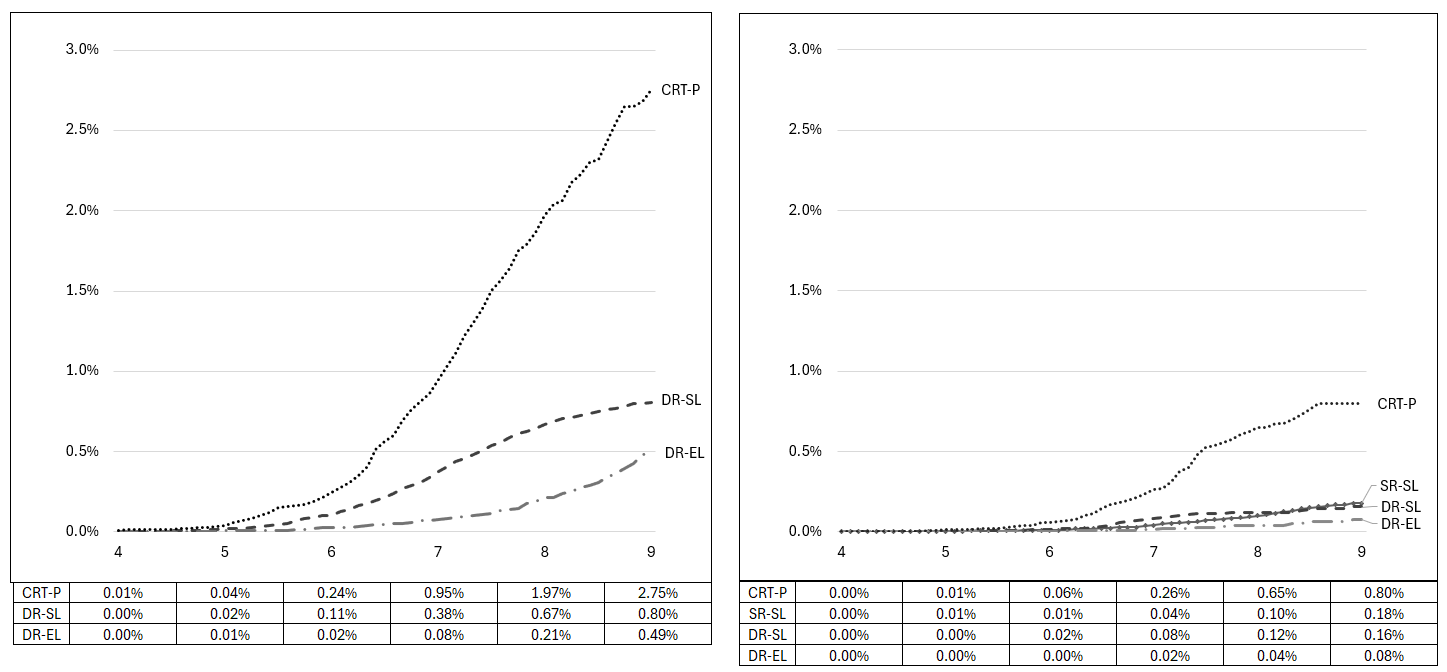 3.0%
2.5%
2.0%
1.5%
1.0%
0.5%
0.0%
CRT-P
DR-SL
DR-EL
4 5 6 7 8 9
CRT-P 0.01% 0.04% 0.24% 0.95% 1.97% 2.75%
DR-SL 0.00% 0.02% 0.11% 0.38% 0.67% 0.80%
DR-EL 0.00% 0.01% 0.02% 0.08% 0.21% 0.49%
3.0%
2.5%
2.0%
1.5%
1.0%
0.5%
0.0%
CRT-P
SR-SL
DR-SL
DR-EL
4 5 6 7 8 9
CRT-P 0.00% 0.01% 0.06% 0.26% 0.65% 0.80%
SR-SL 0.00% 0.01% 0.01% 0.04% 0.10% 0.18%
DR-SL 0.00% 0.00% 0.02% 0.08% 0.12% 0.16%
DR-EL 0.00% 0.00% 0.00% 0.02% 0.04% 0.08%